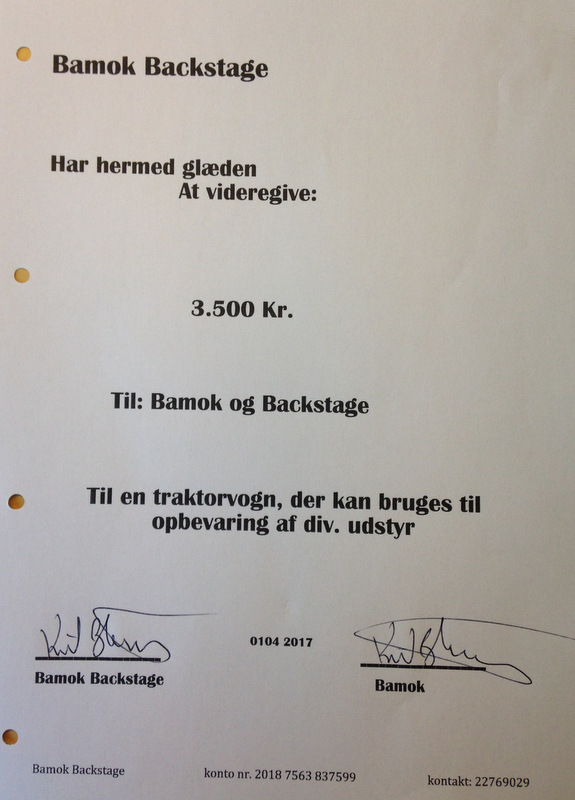 Bamok Backstage
Har hermed glæden
At videregive:
3.500 Kr.
Til: Bamok og Backstage
Til en traktorvogn, der kan bruges til
opbevaring af div. udstyr
0104 2017
Bamok Backstage
Bamok
Bamok Backstage konto nr. 2018 7563 837599 kontakt: 22769029